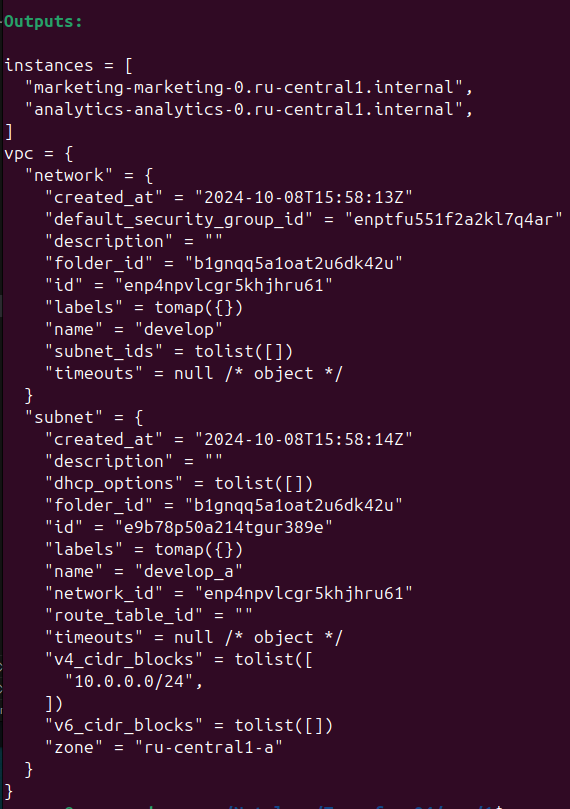 Outputs:
instances = [
  "marketing-marketing-0.ru-central1.internal",
  "analytics-analytics-0.ru-central1.internal",
]
vpc = {
  "network" = {
    "created_at" = "2024-10-08T15:58:13Z"
    "default_security_group_id" = "enptfu551f2a2kl7q4ar"
    "description" = ""
    "folder_id" = "b1gnqq5a1oat2u6dk42u"
    "id" = "enp4npvlcgr5khjhru61"
    "labels" = tomap({})
    "name" = "develop"
    "subnet_ids" = tolist([])
    "timeouts" = null /* object */
  }
  "subnet" = {
    "created_at" = "2024-10-08T15:58:14Z"
    "description" = ""
    "dhcp_options" = tolist([])
    "folder_id" = "b1gnqq5a1oat2u6dk42u"
    "id" = "e9b78p50a214tgur389e"
    "labels" = tomap({})
    "name" = "develop_a"
    "network_id" = "enp4npvlcgr5khjhru61"
    "route_table_id" = ""
    "timeouts" = null /* object */
    "v4_cidr_blocks" = tolist([
      "10.0.0.0/24",
    ])
    "v6_cidr_blocks" = tolist([])
    "zone" = "ru-central1-a"
  }
}